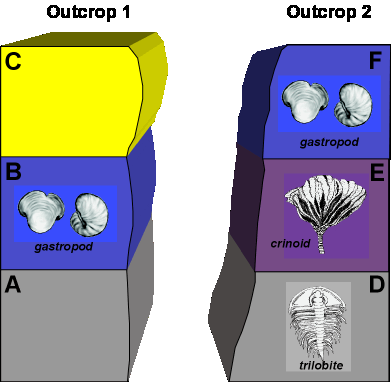 Outcrop 1
Outcrop 2
C
F
gastropod
B
gastropod
E
crinoid
A
D
trilobite